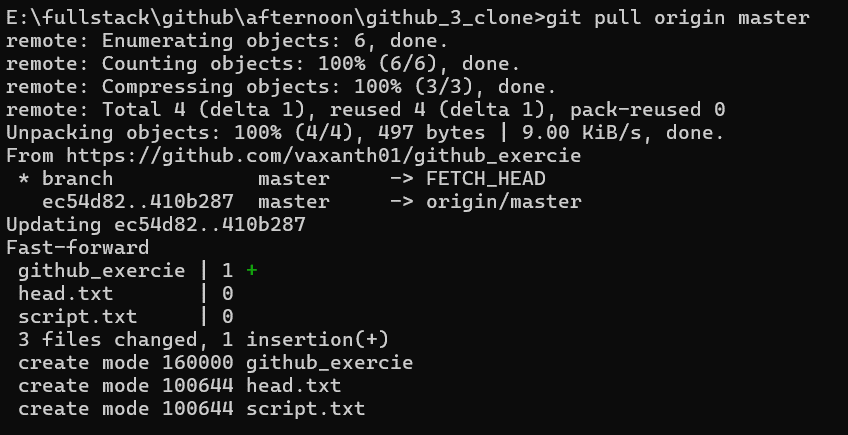 E:\fullstack\github\afternoon\github_3_clone>git pull origin master
remote: Enumerating objects: 6, done.
remote: Counting objects: 100% (6/6), done.
remote: Compressing objects: 100% (3/3), done.
remote: Total 4 (delta 1), reused 4 (delta 1), pack-reused 0
Unpacking objects: 100% (4/4), 497 bytes | 9.00 KiB/s, done.
From https://github.com/vaxanth01/github_exercie
 * branch            master     -> FETCH_HEAD
   ec54d82..410b287  master     -> origin/master
Updating ec54d82..410b287
Fast-forward
 github_exercie | 1 +
 head.txt       | 0
 script.txt     | 0
 3 files changed, 1 insertion(+)
 create mode 160000 github_exercie
 create mode 100644 head.txt
 create mode 100644 script.txt